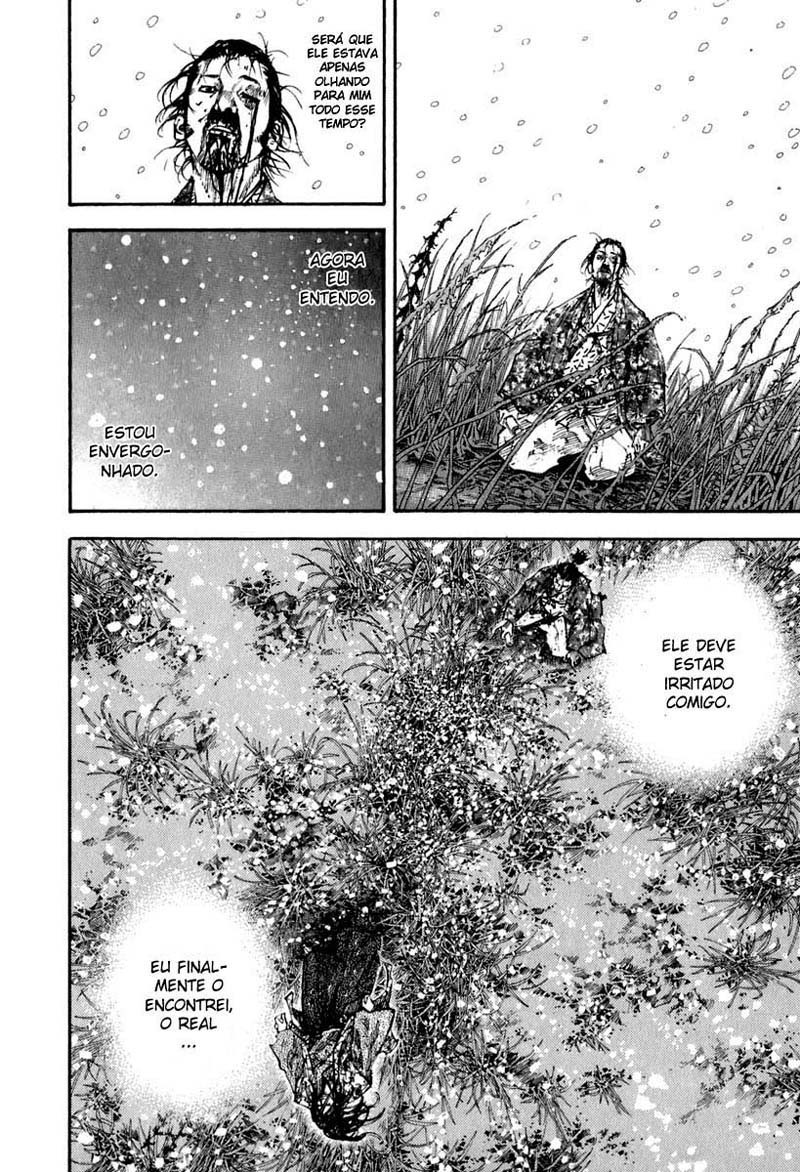 SERÁ QUE
ELE ESTAVA
APENAS
OLHANDO
PARA MIM
TODO ESSE
TEMPO?
AGORA
EU
ENTENDO.
ESTOU
ENVERGO-
NHADO.
ELE DEVE
ESTAR
IRRITADO
COMIGO.
EU FINAL-
MENTE O
ENCONTREI,
O REAL
...